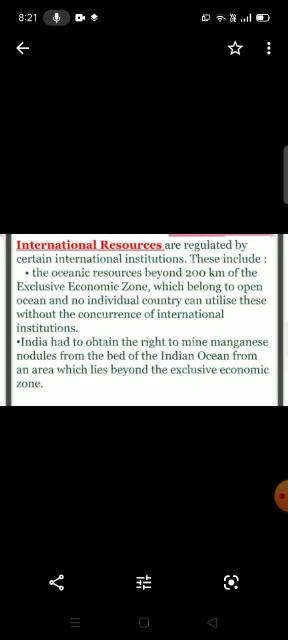 8:21
International Resources are regulated by
certain international institutions. These include :
• the oceanic resources beyond 200 km of the
Exclusive Economic Zone, which belong to open
ocean and no individual country can utilise these
without the concurrence of international
institutions.
•India had to obtain the right to mine manganese
nodules from the bed of the Indian Ocean from
an area which lies beyond the exclusive economic
zone.